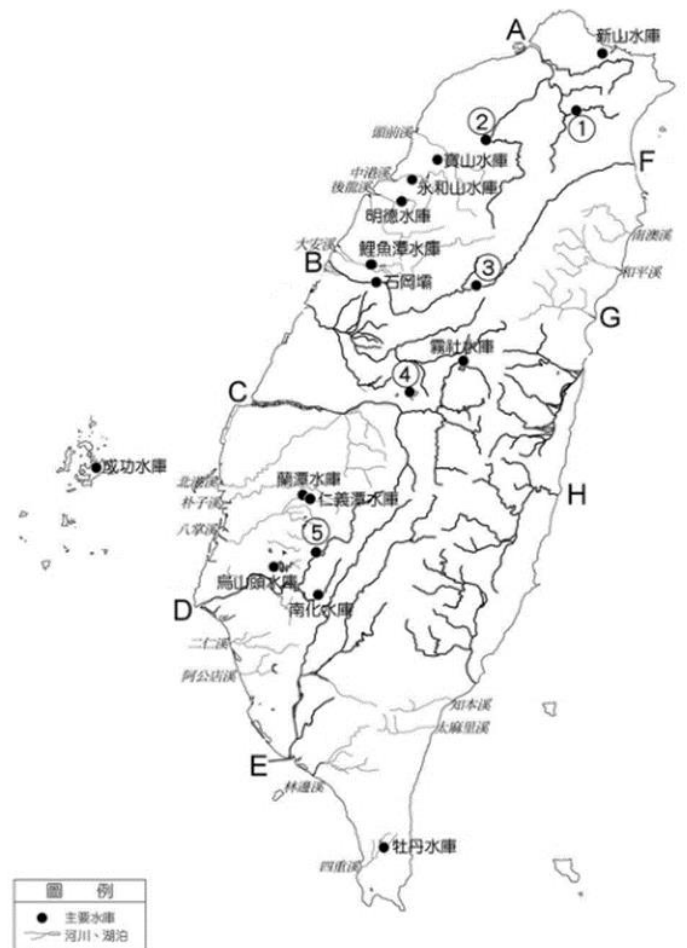 A
新山水庫
①
②
頭前溪
寶山水庫
F
中港溪
永和山水庫
後龍溪
明德水庫
南澳溪
大安溪
鯉魚潭水庫
B
③
和平溪
石岡壩
G
霧社水庫
④
C
成功水庫
北港溪
蘭潭水庫
朴子溪
仁義潭水庫
H
八掌溪
⑤
烏山頭水庫
D
南化水庫
二仁溪
阿公店溪
知本溪
太麻里溪
E
林邊溪
牡丹水庫
四重溪
圖 例
主要水庫
河川、湖泊